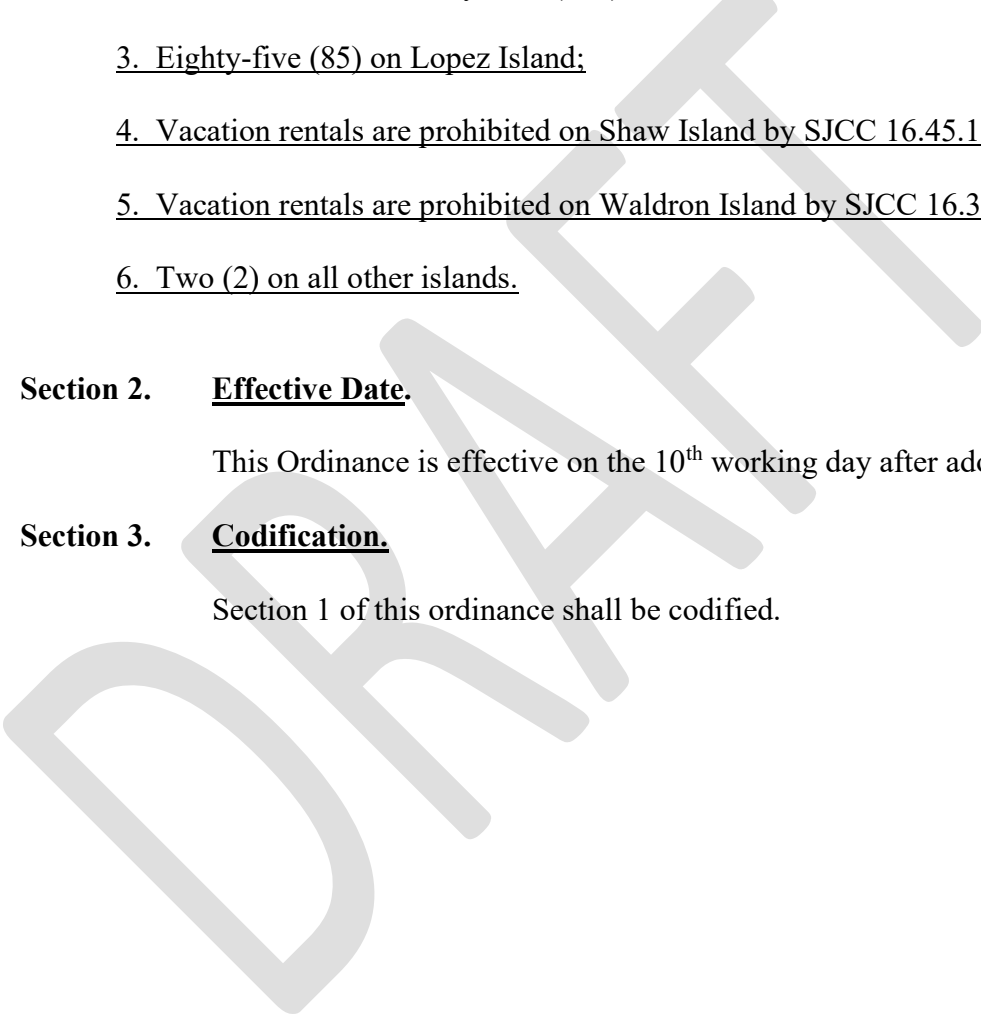 3. Eighty-five (85) on Lopez Island;
4. Vacation rentals are prohibited on Shaw Island by SJCC 16.45.1
5. Vacation rentals are prohibited on Waldron Island by SJCC 16.3
6. Two (2) on all other islands.
Section 2. Effective Date.
This Ordinance is effective on the 10th working day after
Section 3. Codification.
Section 1 of this ordinance shall be codified.
DRAFT